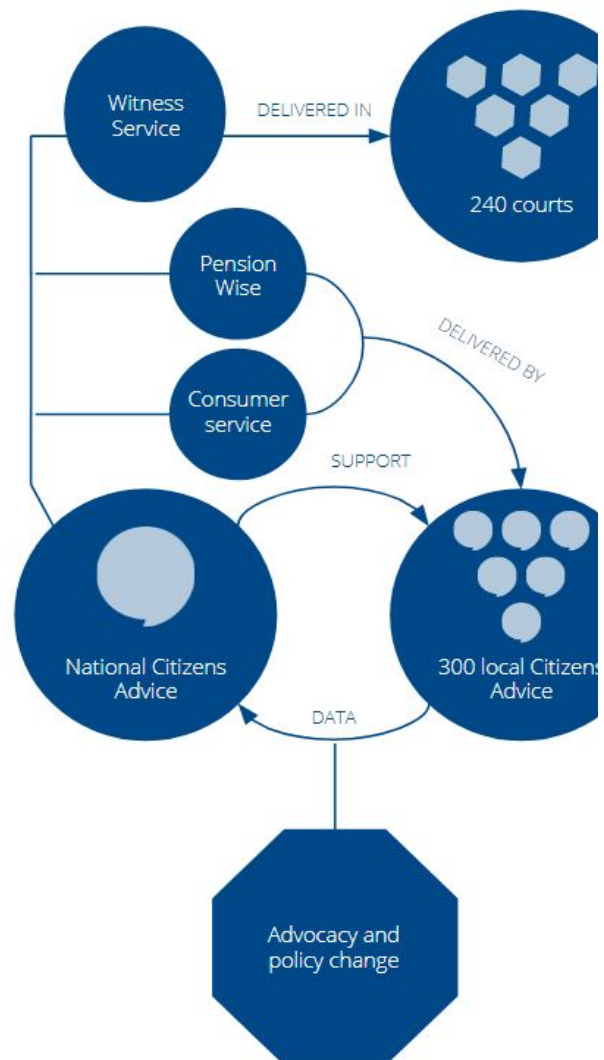 Witness
Service
DELIVERED IN
240 courts
Pension
Wise
DELIVERED BY
Consumer
service
SUPPORT
National Citizens
Advice
300 local Citizens
Advice
DATA
Advocacy and
policy change